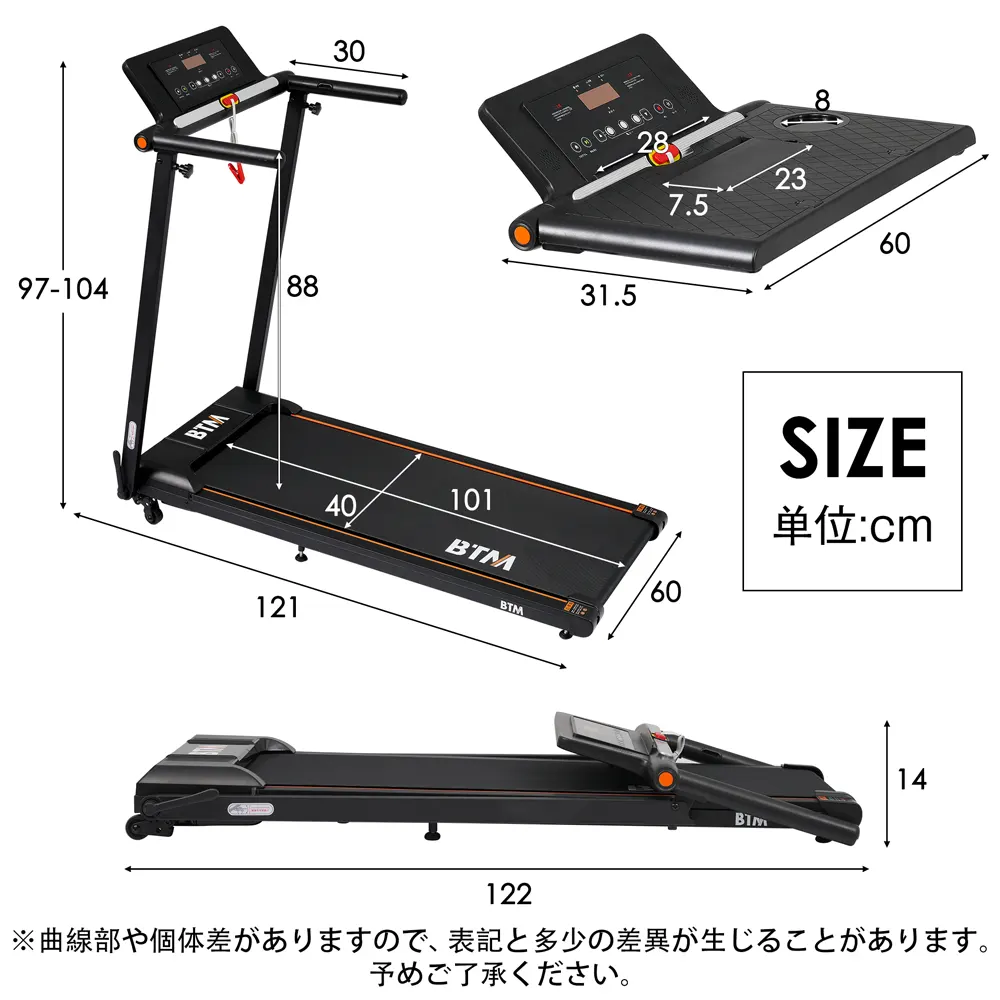 30
8
28
23
7.5
60
31.5
97-104
88
BTM
SIZE
単位:cm
40
101
BTM
60
BTM
121
14
BTM
122
※曲線部や個体差がありますので、表記と多少の差異が生じることがあります。
予めご了承ください。